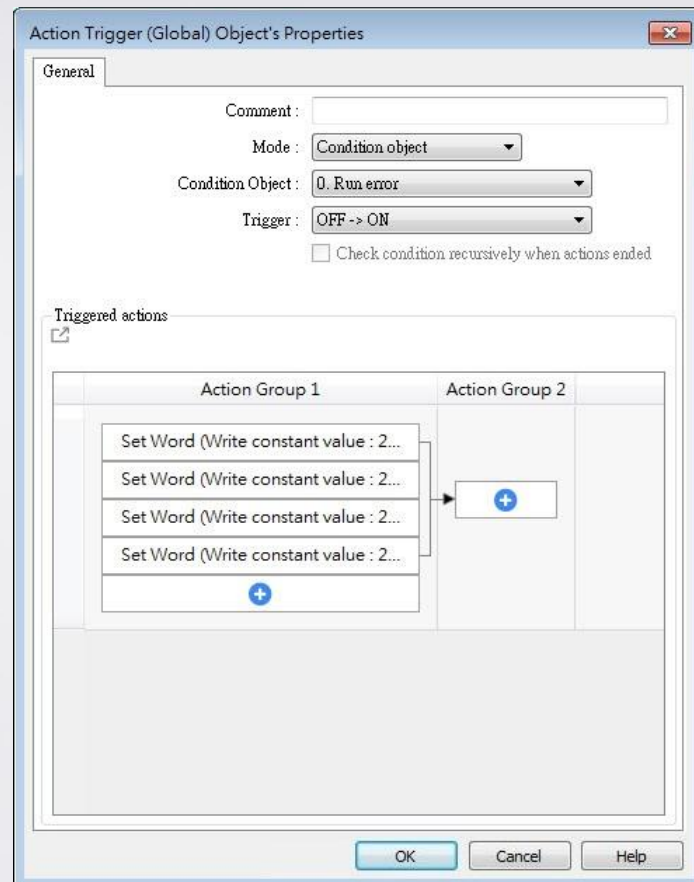 Action Trigger (Global) Object's Properties
General
Comment :
Mode : Condition object
Condition Object : 0. Run error
Trigger : OFF -> ON
Check condition recursively when actions ended
Triggered actions
Action Group 1 Action Group 2
Set Word (Write constant value : 2...
Set Word (Write constant value : 2...
Set Word (Write constant value : 2...
Set Word (Write constant value : 2...
OK Cancel Help